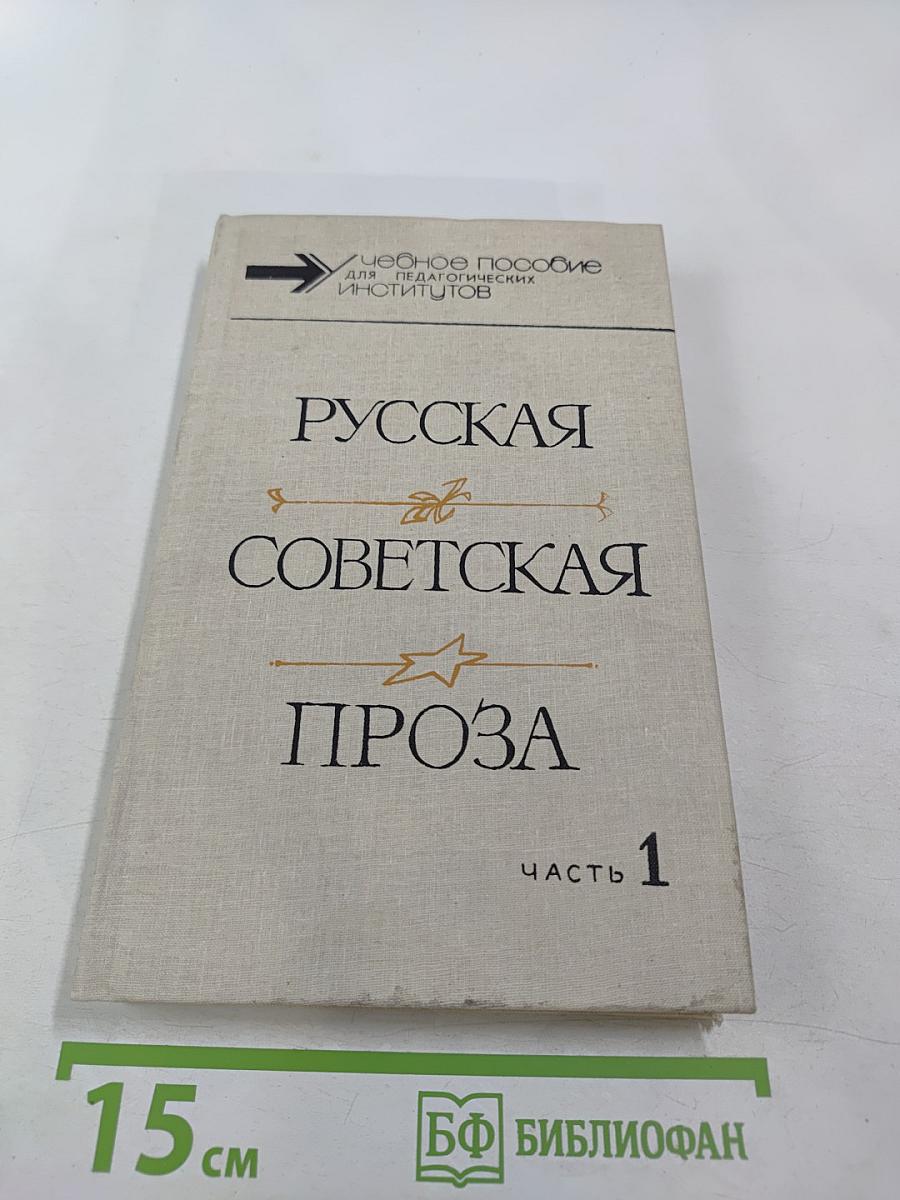 Учебное пособие
для педагогических
институтов
РУССКАЯ
СОВЕТСКАЯ
ПРОЗА
ЧАСТЬ 1
15 см
БФ БИБЛИОФАН